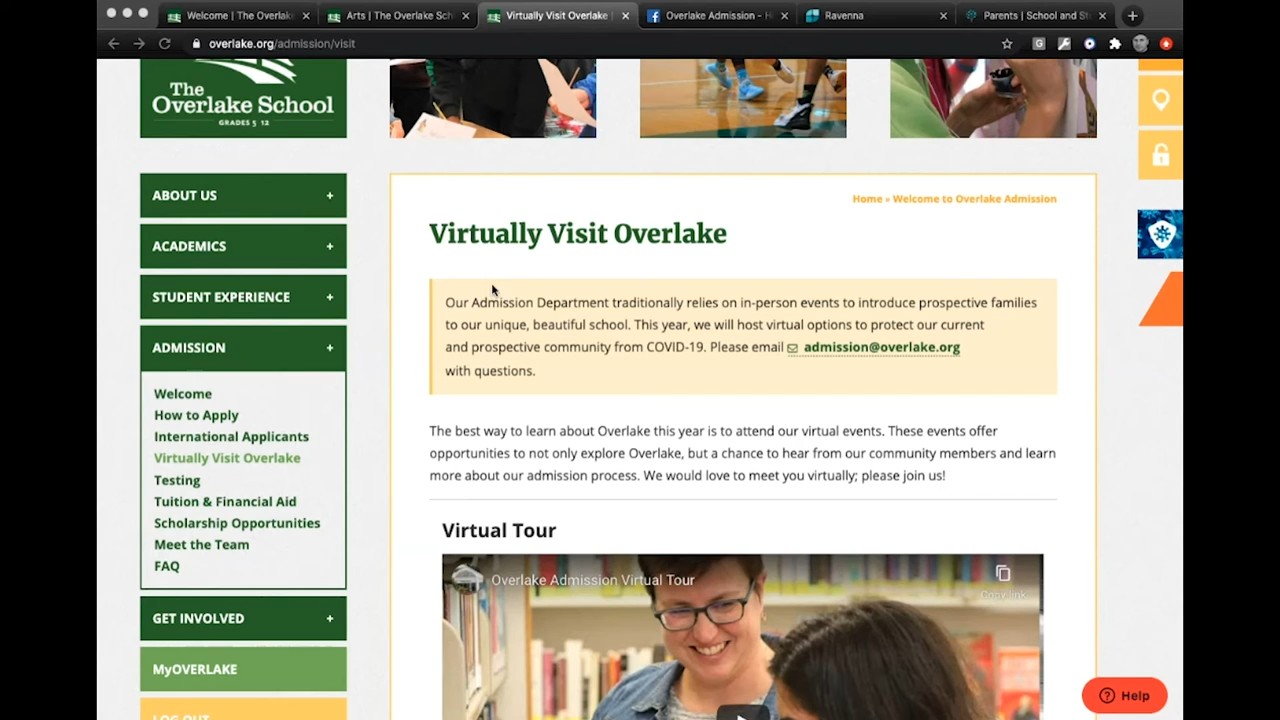 Welcome | The Overlak
Arts | The Overlake Sch
Virtually Visit Overlake |
Overlake Admission - H
Ravenna
Parents | School and St
overlake.org/admission/visit
The
Overlake School
GRADES 5 12
ABOUT US +
ACADEMICS +
STUDENT EXPERIENCE +
ADMISSION +
Welcome
How to Apply
International Applicants
Virtually Visit Overlake
Testing
Tuition & Financial Aid
Scholarship Opportunities
Meet the Team
FAQ
GET INVOLVED +
MyOVERLAKE
LOG OUT
Home » Welcome to Overlake Admission
Virtually Visit Overlake
Our Admission Department traditionally relies on in-person events to introduce prospective families
to our unique, beautiful school. This year, we will host virtual options to protect our current
and prospective community from COVID-19. Please email admission@overlake.org
with questions.
The best way to learn about Overlake this year is to attend our virtual events. These events offer
opportunities to not only explore Overlake, but a chance to hear from our community members and learn
more about our admission process. We would love to meet you virtually; please join us!
Virtual Tour
Overlake Admission Virtual Tour
Copy link
Help